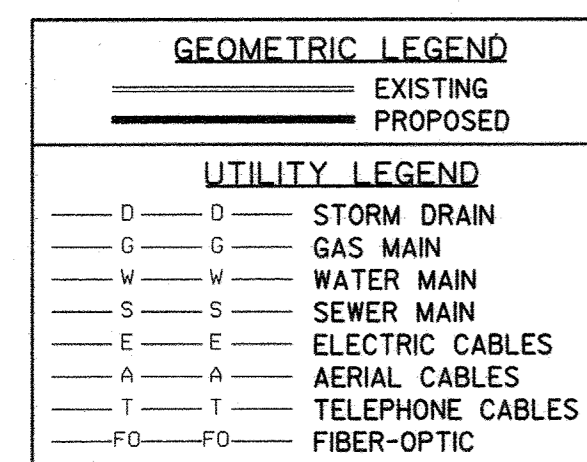 GEOMETRIC LEGEND
EXISTING
PROPOSED
UTILITY LEGEND
D D STORM DRAIN
G G GAS MAIN
W W WATER MAIN
S S SEWER MAIN
E E ELECTRIC CABLES
A A AERIAL CABLES
T T TELEPHONE CABLES
FO FO FIBER-OPTIC